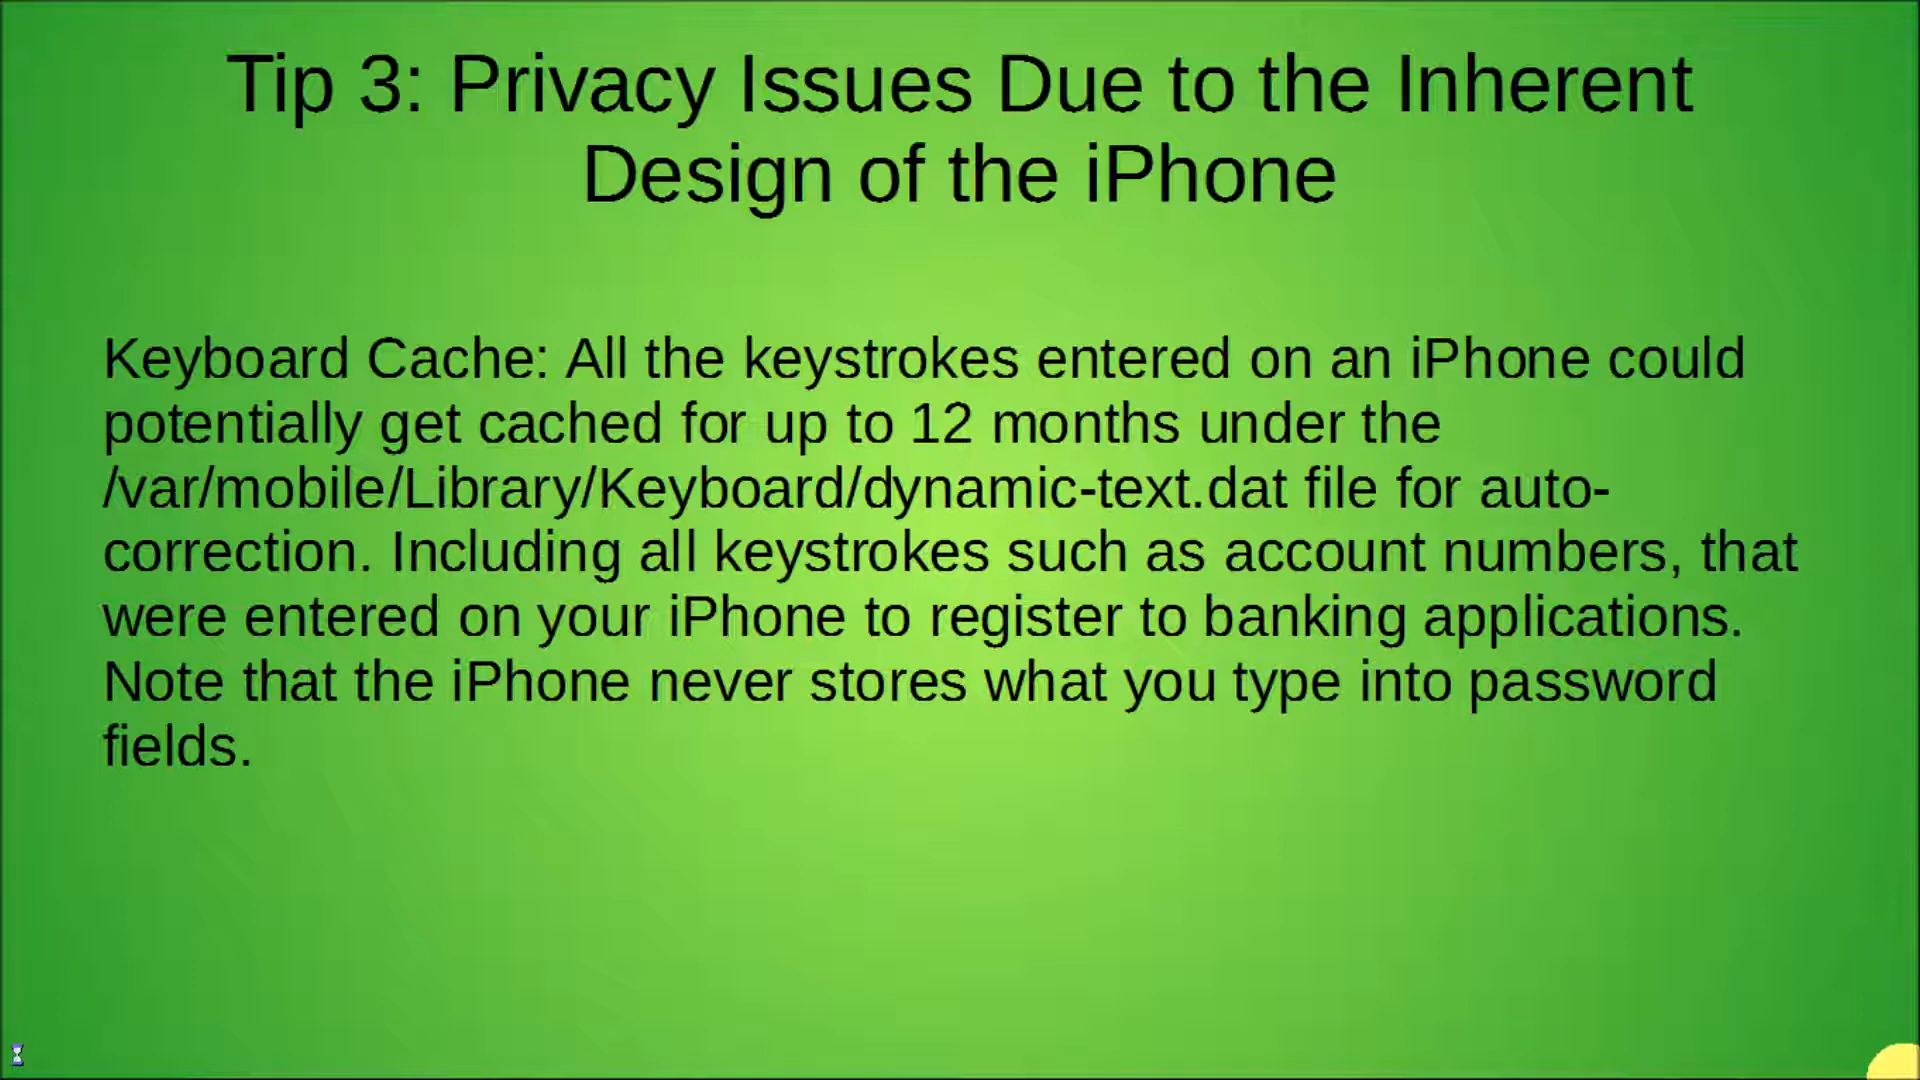 Tip 3: Privacy Issues Due to the Inherent
Design of the iPhone
Keyboard Cache: All the keystrokes entered on an iPhone could
potentially get cached for up to 12 months under the
/var/mobile/Library/Keyboard/dynamic-text.dat file for auto-
correction. Including all keystrokes such as account numbers, that
were entered on your iPhone to register to banking applications.
Note that the iPhone never stores what you type into password
fields.